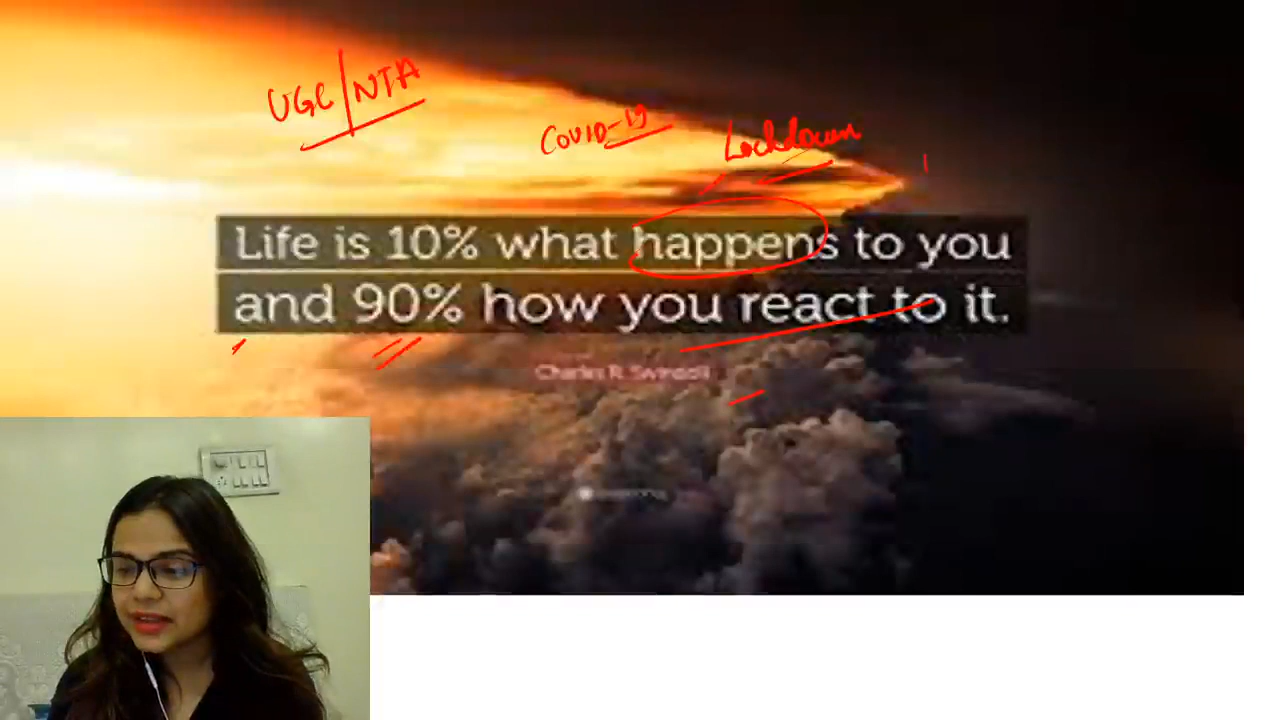 UGC/NTA
COVID-19
Lockdown
Life is 10% what happens to you
and 90% how you react to it.
Charles R. Swindoll